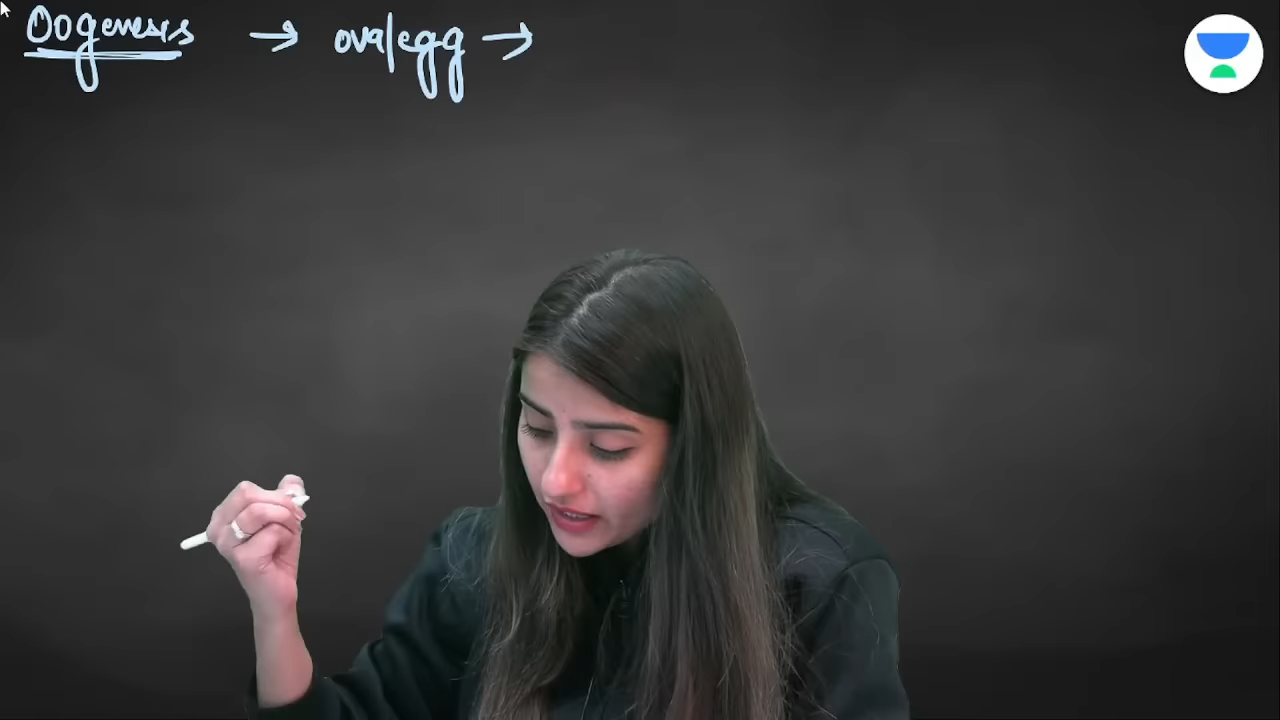 Oogenesis → ova/egg →